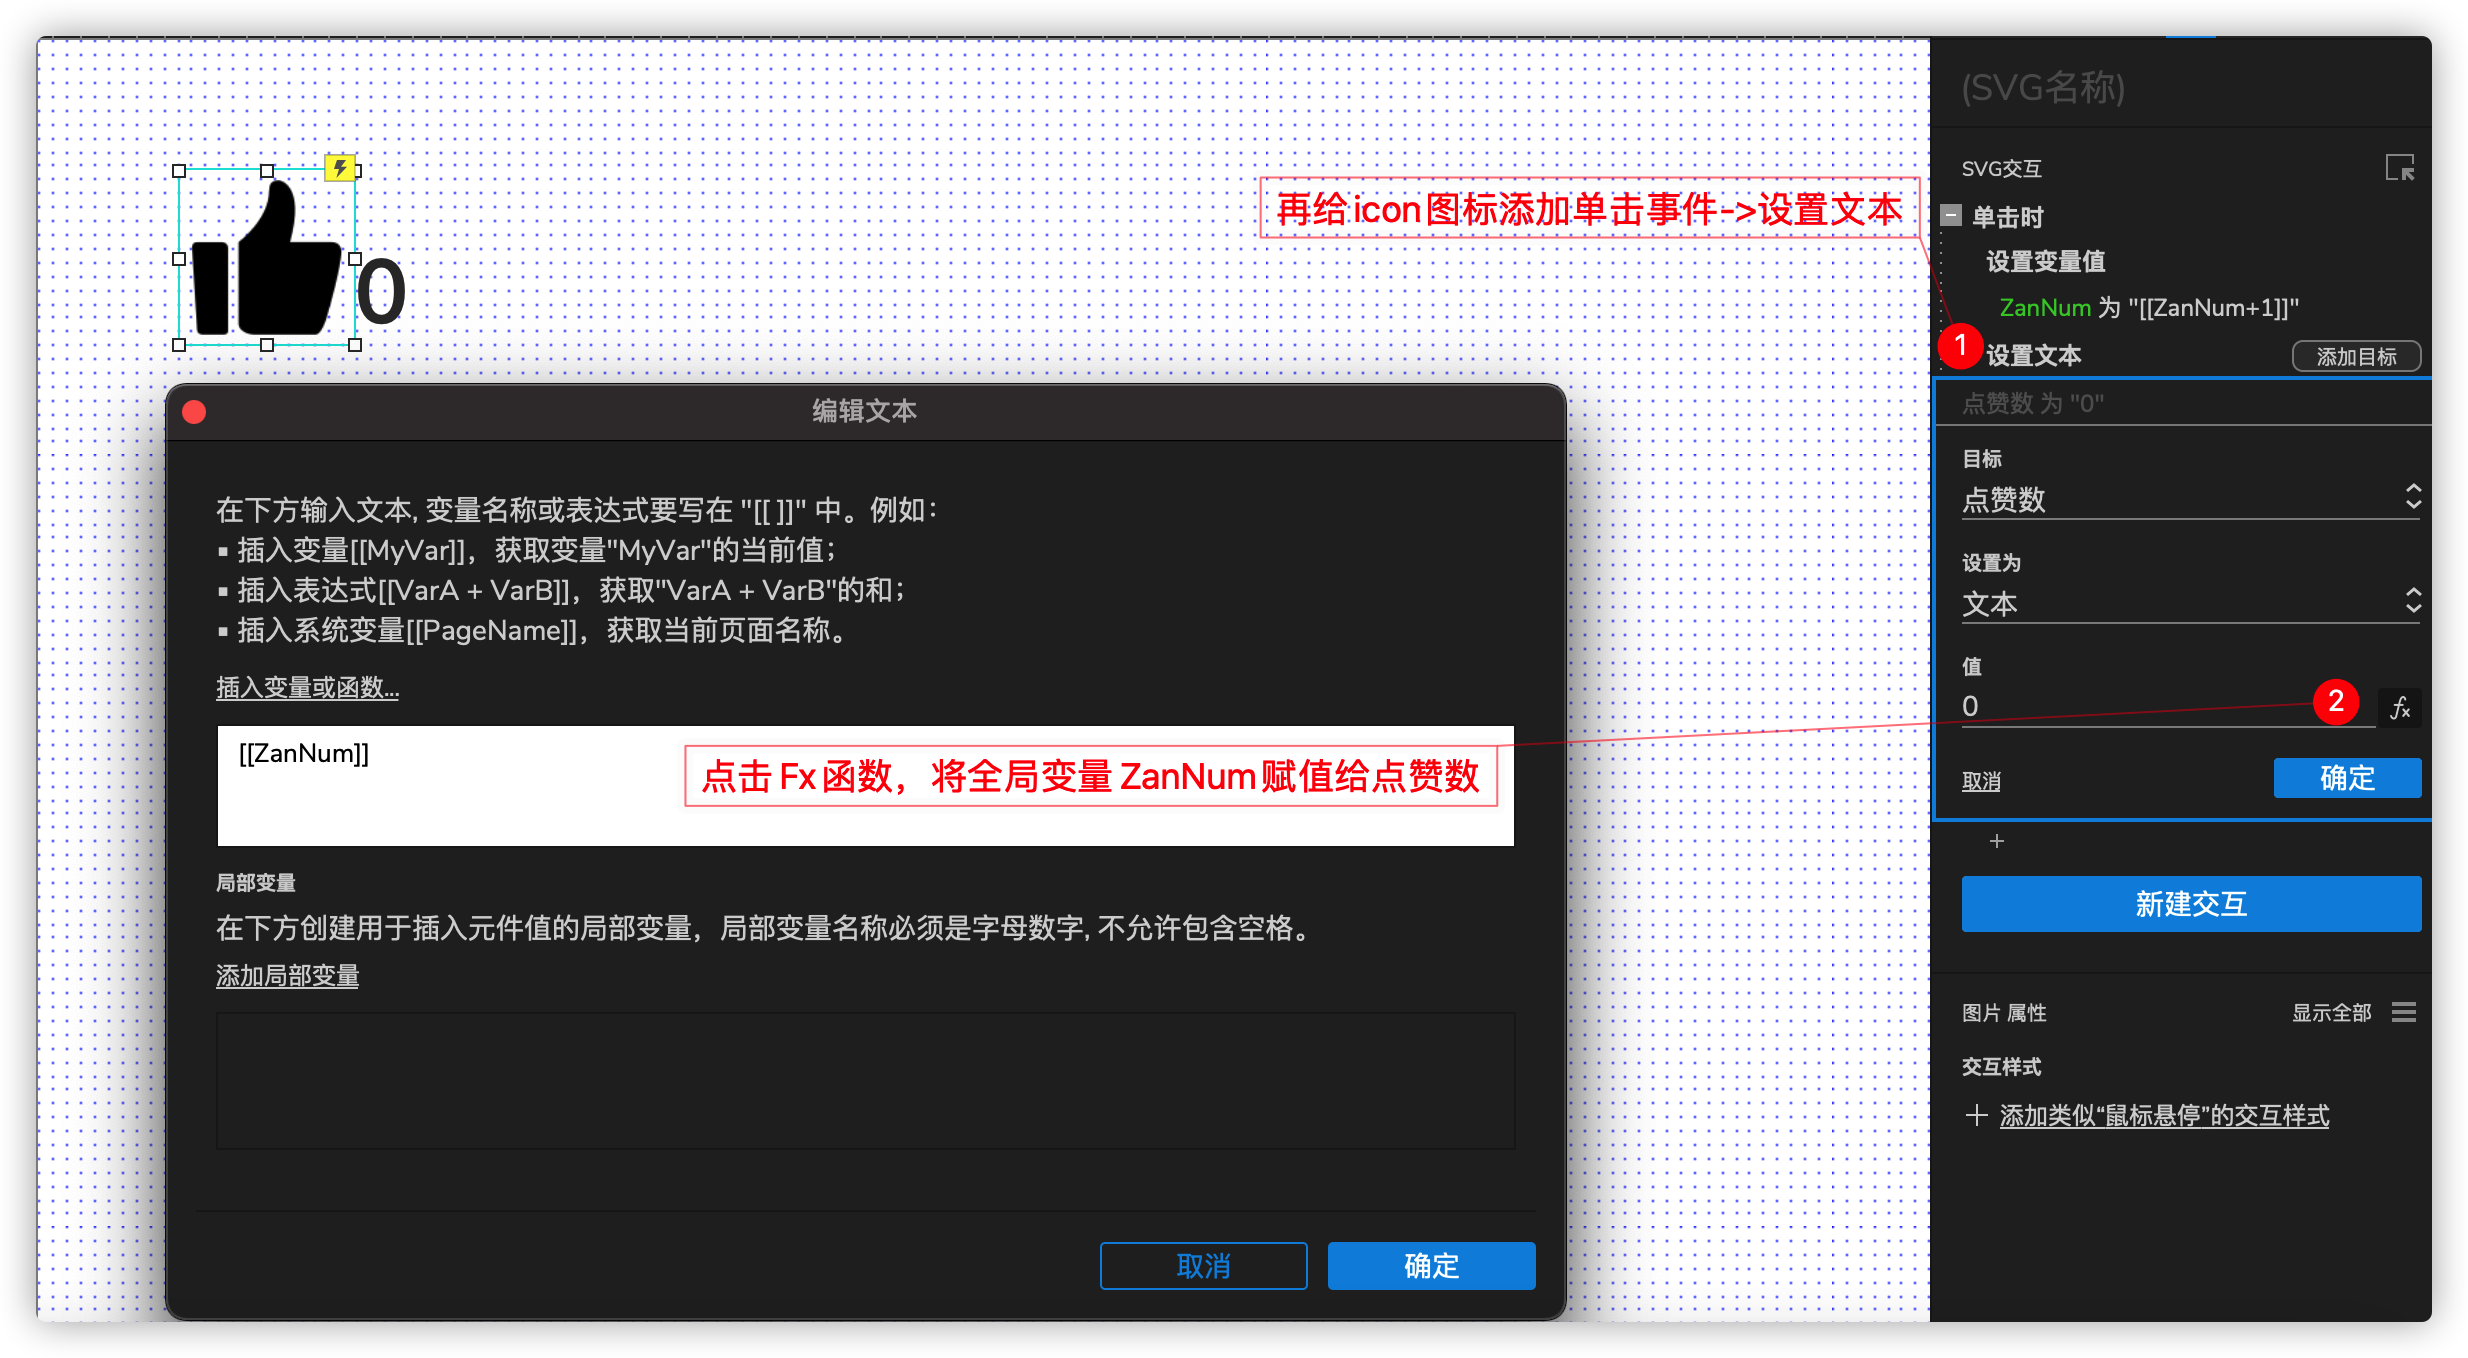 再给icon图标添加单击事件->设置文本
0
编辑文本
在下方输入文本, 变量名称或表达式要写在 "[[ ]]" 中。例如：
▪ 插入变量[[MyVar]]，获取变量"MyVar"的当前值；
▪ 插入表达式[[VarA + VarB]]，获取"VarA + VarB"的和；
▪ 插入系统变量[[PageName]]，获取当前页面名称。
插入变量或函数...
[[ZanNum]]
点击Fx函数，将全局变量ZanNum赋值给点赞数
局部变量
在下方创建用于插入元件值的局部变量，局部变量名称必须是字母数字, 不允许包含空格。
添加局部变量
取消
确定
(SVG名称)
SVG交互
单击时
设置变量值
ZanNum 为 "[[ZanNum+1]]"
1
设置文本
添加目标
点赞数 为 "0"
目标
点赞数
设置为
文本
值
0
2
fx
取消
确定
+
新建交互
图片 属性
显示全部
交互样式
+ 添加类似“鼠标悬停”的交互样式